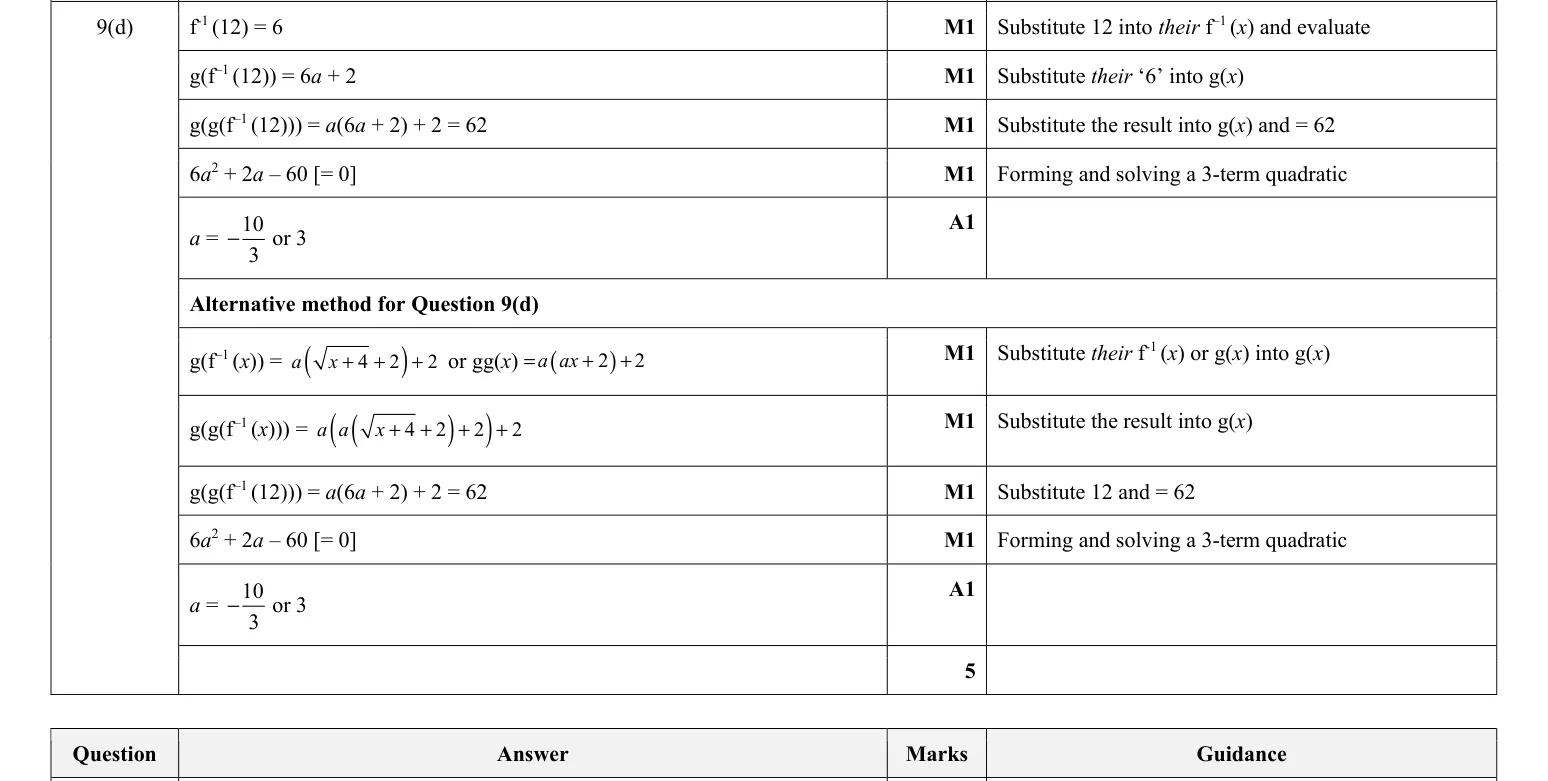 9(d) f⁻¹ (12) = 6 M1 Substitute 12 into their f⁻¹ (x) and evaluate
g(f⁻¹ (12)) = 6a + 2 M1 Substitute their ‘6’ into g(x)
g(g(f⁻¹ (12))) = a(6a + 2) + 2 = 62 M1 Substitute the result into g(x) and = 62
6a² + 2a – 60 [= 0] M1 Forming and solving a 3-term quadratic
a = −10/3 or 3 A1
Alternative method for Question 9(d)
g(f⁻¹ (x)) = a(√(x+4) + 2) + 2 or gg(x) = a(ax + 2) + 2 M1 Substitute their f⁻¹ (x) or g(x) into g(x)
g(g(f⁻¹ (x))) = a(a(√(x+4) + 2) + 2) + 2 M1 Substitute the result into g(x)
g(g(f⁻¹ (12))) = a(6a + 2) + 2 = 62 M1 Substitute 12 and = 62
6a² + 2a – 60 [= 0] M1 Forming and solving a 3-term quadratic
a = −10/3 or 3 A1
5
Question Answer Marks Guidance